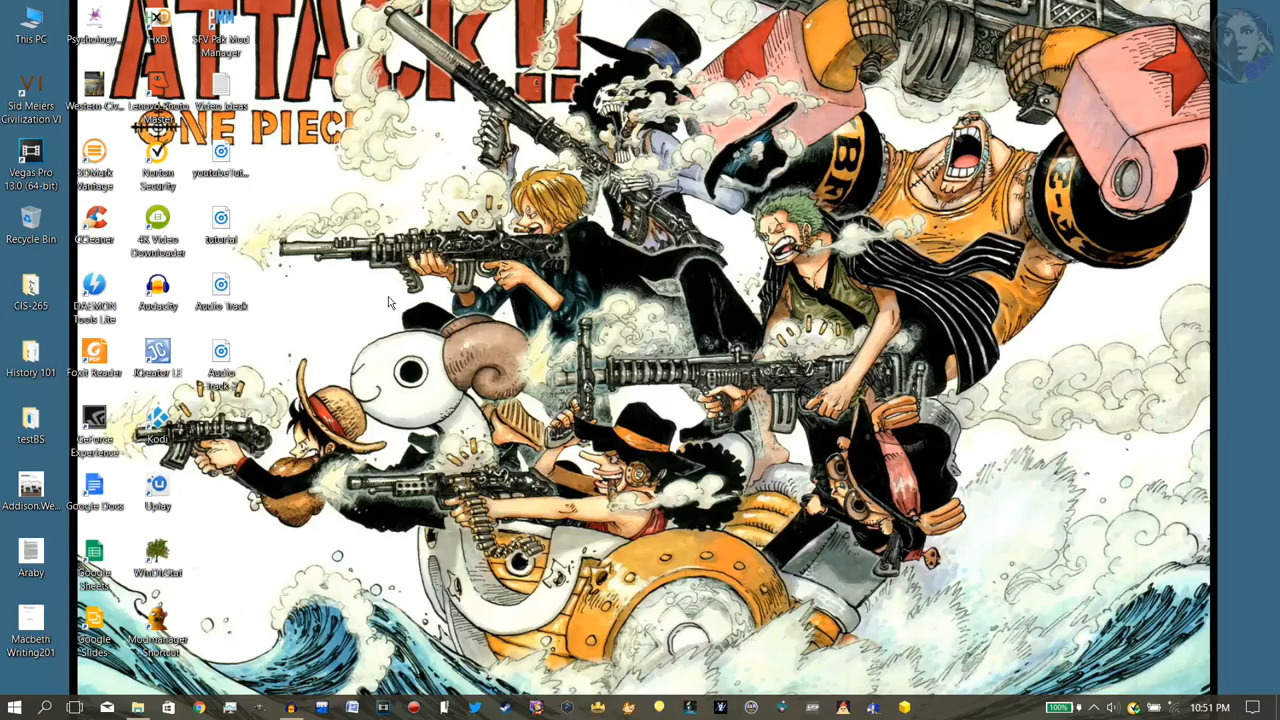 ATTACK!!
ONE PIECE
This PC
Sid Meiers
Civilization VI
Vegas Pro
13.0 (64-bit)
Recycle Bin
CIS-265
History 101
testBS
Addison.We...
Araby
Macbeth
Writing201
Psychology...
Western Civ...
3DMark
Vantage
CCleaner
DAEMON
Tools Lite
Foxit Reader
GeForce
Experience
Google Docs
Google
Sheets
Google
Slides
HxD
Lenovo Photo
Master
Norton
Security
4K Video
Downloader
Audacity
JCreator LE
Kodi
Uplay
WinDirStat
Modmanager
Shortcut
SFV Pak Mod
Manager
Video Ideas
youtubeTut...
tutorial
Audio Track
Audio
Track-2
100%
10:51 PM